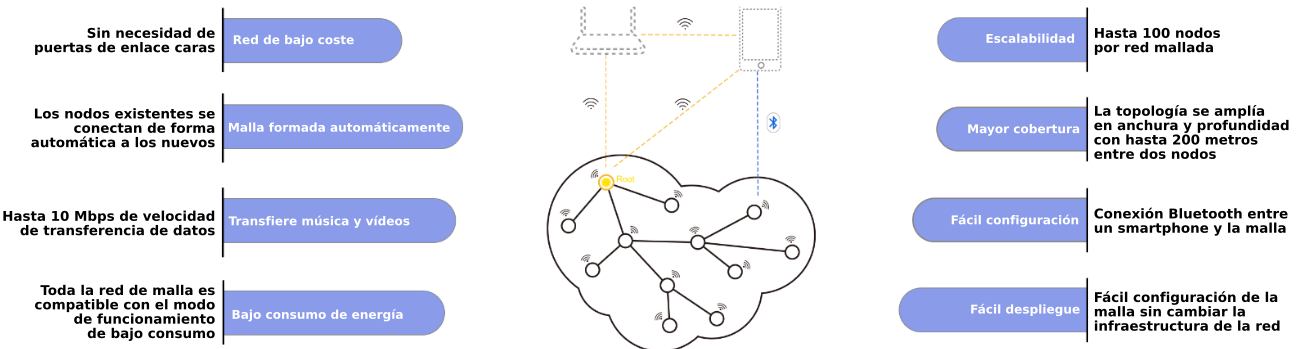 Sin necesidad de
puertas de enlace caras
Red de bajo coste
Los nodos existentes se
conectan de forma
automática a los nuevos
Malla formada automáticamente
Hasta 10 Mbps de velocidad
de transferencia de datos
Transfiere música y vídeos
Toda la red de malla es
compatible con el modo
de funcionamiento
de bajo consumo
Bajo consumo de energía
Root
Escalabilidad
Hasta 100 nodos
por red mallada
Mayor cobertura
La topología se amplía
en anchura y profundidad
con hasta 200 metros
entre dos nodos
Fácil configuración
Conexión Bluetooth entre
un smartphone y la malla
Fácil despliegue
Fácil configuración de la
malla sin cambiar la
infraestructura de la red